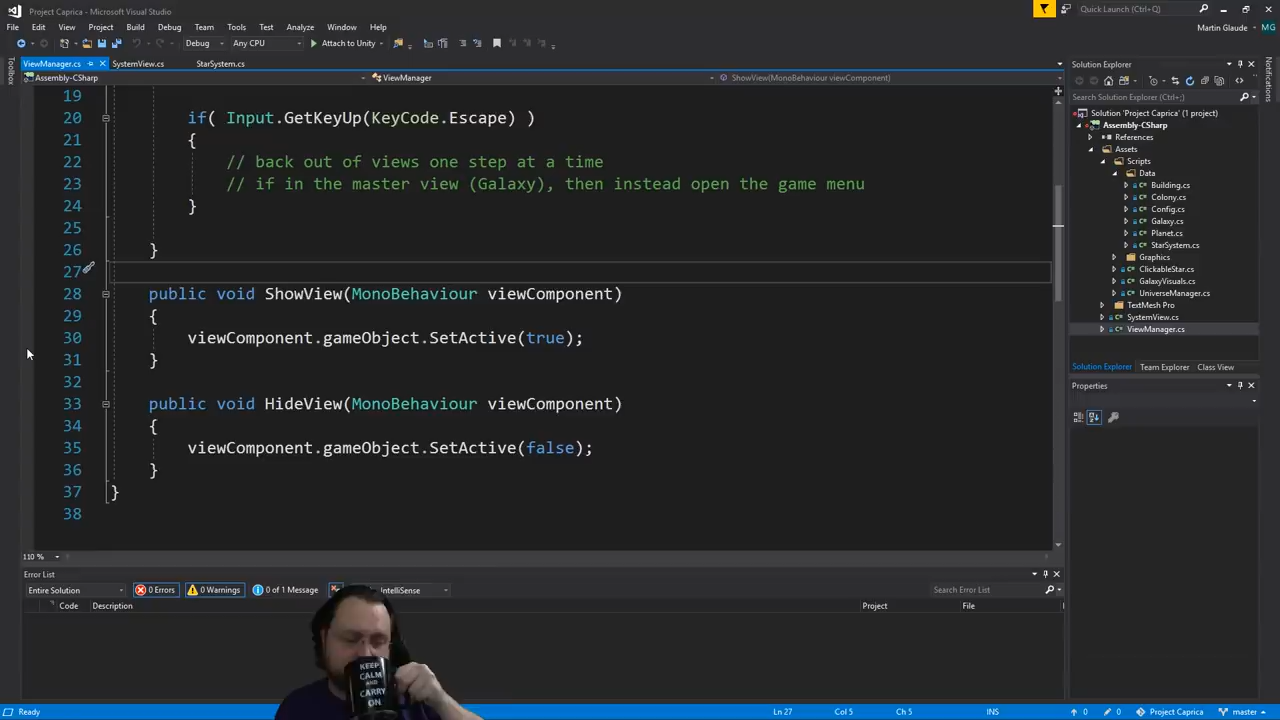 Project Caprica - Microsoft Visual Studio
Quick Launch (Ctrl+Q)
File Edit View Project Build Debug Team Tools Test Analyze Window Help
Martin Glaude MG
Debug Any CPU Attach to Unity
ViewManager.cs SystemView.cs StarSystem.cs
Toolbox
Assembly-CSharp ViewManager ShowView(MonoBehaviour viewComponent)
19
20 if( Input.GetKeyUp(KeyCode.Escape) )
21 {
22 // back out of views one step at a time
23 // if in the master view (Galaxy), then instead open the game menu
24 }
25
26 }
27
28 public void ShowView(MonoBehaviour viewComponent)
29 {
30 viewComponent.gameObject.SetActive(true);
31 }
32
33 public void HideView(MonoBehaviour viewComponent)
34 {
35 viewComponent.gameObject.SetActive(false);
36 }
37 }
38
110 %
Error List
Entire Solution 0 Errors 0 Warnings 0 of 1 Message IntelliSense Search Error List
Code Description Project File
KEEP
CALM
AND
CARRY
ON
Solution Explorer
Search Solution Explorer (Ctrl+;)
Solution 'Project Caprica' (1 project)
Assembly-CSharp
References
Assets
Scripts
Data
Building.cs
Colony.cs
Config.cs
Galaxy.cs
Planet.cs
StarSystem.cs
Graphics
ClickableStar.cs
GalaxyVisuals.cs
UniverseManager.cs
TextMesh Pro
SystemView.cs
ViewManager.cs
Solution Explorer Team Explorer Class View
Properties
Notifications
Ready Ln 27 Col 5 Ch 5 INS 0 0 Project Caprica master